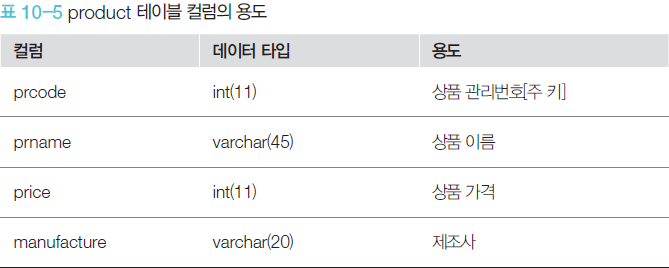 표 10-5 product 테이블 컬럼의 용도
컬럼 데이터 타입 용도
prcode int(11) 상품 관리번호[주 키]
prname varchar(45) 상품 이름
price int(11) 상품 가격
manufacture varchar(20) 제조사